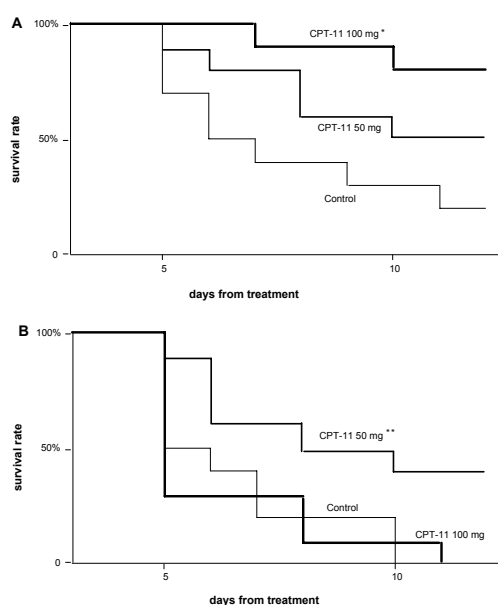 A
100%
CPT-11 100 mg *
50%
CPT-11 50 mg
survival rate
Control
0
5
10
days from treatment
B
100%
50%
CPT-11 50 mg **
survival rate
Control
CPT-11 100 mg
0
5
10
days from treatment